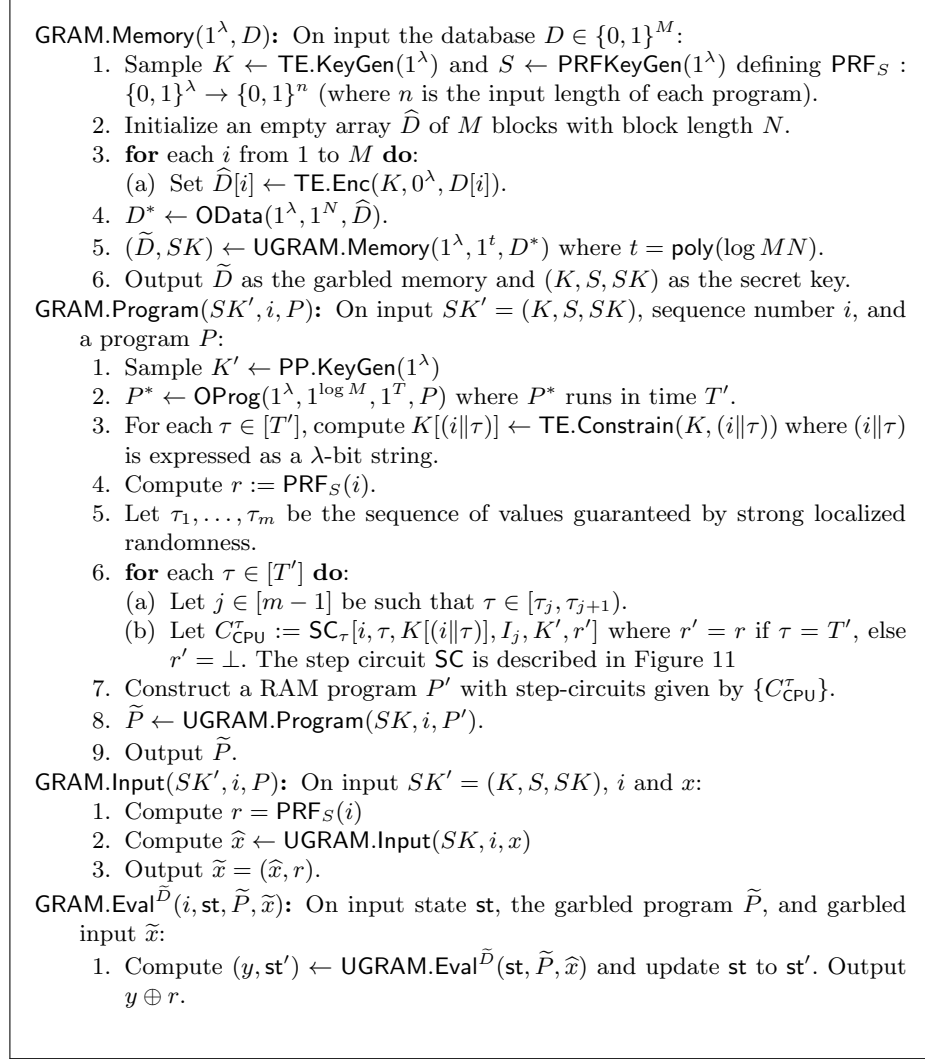 GRAM.Memory(1^λ, D): On input the database D ∈ {0, 1}^M:
1. Sample K ← TE.KeyGen(1^λ) and S ← PRFKeyGen(1^λ) defining PRF_S :
{0, 1}^λ → {0, 1}^n (where n is the input length of each program).
2. Initialize an empty array D̂ of M blocks with block length N.
3. for each i from 1 to M do:
(a) Set D̂[i] ← TE.Enc(K, 0^λ, D[i]).
4. D* ← OData(1^λ, 1^N, D̂).
5. (D̃, SK) ← UGRAM.Memory(1^λ, 1^t, D*) where t = poly(log MN).
6. Output D̃ as the garbled memory and (K, S, SK) as the secret key.
GRAM.Program(SK′, i, P): On input SK′ = (K, S, SK), sequence number i, and
a program P:
1. Sample K′ ← PP.KeyGen(1^λ)
2. P* ← OProg(1^λ, 1^{log M}, 1^T, P) where P* runs in time T′.
3. For each τ ∈ [T′], compute K[(i‖τ)] ← TE.Constrain(K, (i‖τ)) where (i‖τ)
is expressed as a λ-bit string.
4. Compute r := PRF_S(i).
5. Let τ_1, . . . , τ_m be the sequence of values guaranteed by strong localized
randomness.
6. for each τ ∈ [T′] do:
(a) Let j ∈ [m − 1] be such that τ ∈ [τ_j, τ_{j+1}).
(b) Let C^τ_CPU := SC_τ[i, τ, K[(i‖τ)], I_j, K′, r′] where r′ = r if τ = T′, else
r′ = ⊥. The step circuit SC is described in Figure 11
7. Construct a RAM program P′ with step-circuits given by {C^τ_CPU}.
8. P̃ ← UGRAM.Program(SK, i, P′).
9. Output P̃.
GRAM.Input(SK′, i, P): On input SK′ = (K, S, SK), i and x:
1. Compute r = PRF_S(i)
2. Compute x̂ ← UGRAM.Input(SK, i, x)
3. Output x̃ = (x̂, r).
GRAM.Eval^D̃(i, st, P̃, x̃): On input state st, the garbled program P̃, and garbled
input x̃:
1. Compute (y, st′) ← UGRAM.Eval^D̃(st, P̃, x̂) and update st to st′. Output
y ⊕ r.